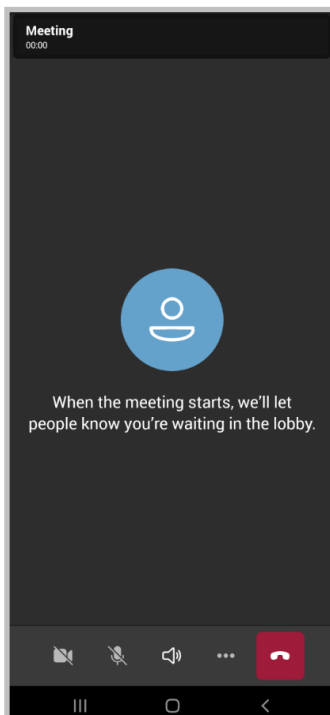 Meeting
00:00
When the meeting starts, we'll let
people know you're waiting in the lobby.